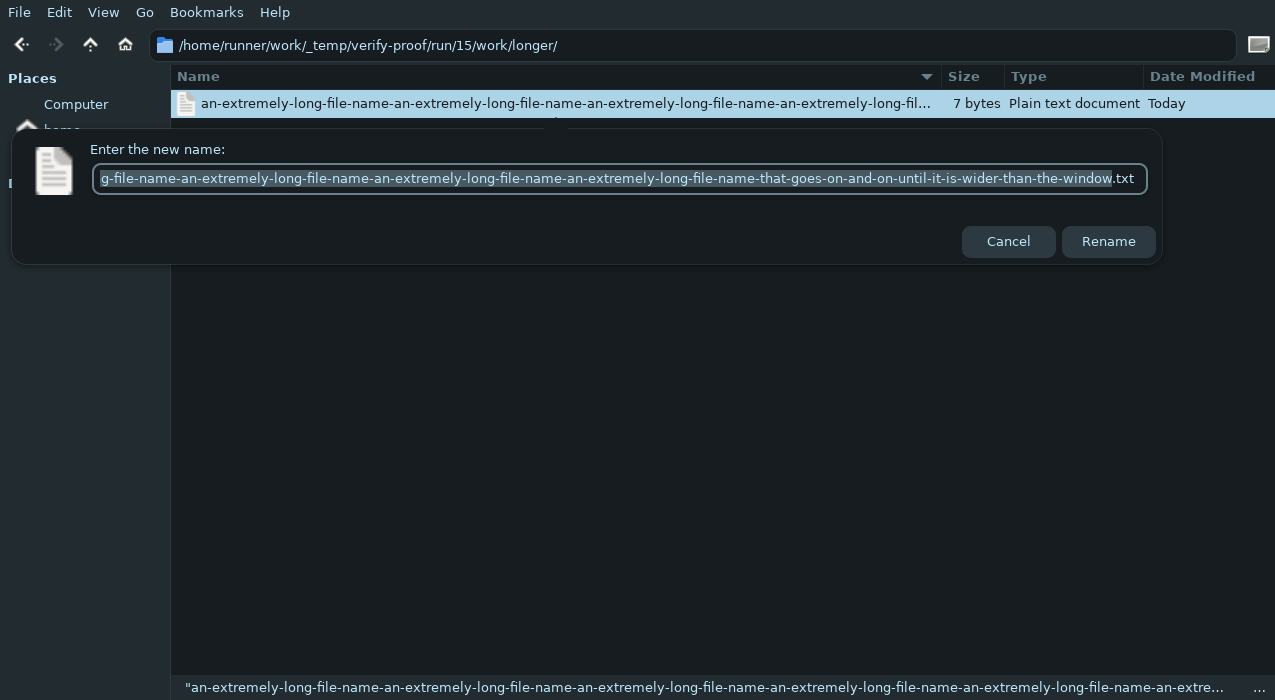 File Edit View Go Bookmarks Help
/home/runner/work/_temp/verify-proof/run/15/work/longer/
Places
Name Size Type Date Modified
Computer
an-extremely-long-file-name-an-extremely-long-file-name-an-extremely-long-file-name-an-extremely-long-fil... 7 bytes Plain text document Today
home
Enter the new name:
g-file-name-an-extremely-long-file-name-an-extremely-long-file-name-an-extremely-long-file-name-that-goes-on-and-on-until-it-is-wider-than-the-window.txt
Cancel Rename
"an-extremely-long-file-name-an-extremely-long-file-name-an-extremely-long-file-name-an-extremely-long-file-name-an-extremely-long-file-name-an-extre... ...